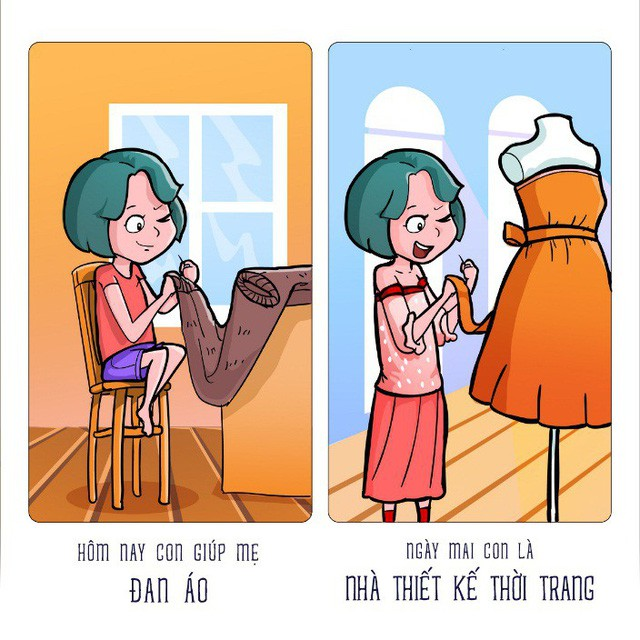 HÔM NAY CON GIÚP MẸ
ĐAN ÁO
NGÀY MAI CON LÀ
NHÀ THIẾT KẾ THỜI TRANG